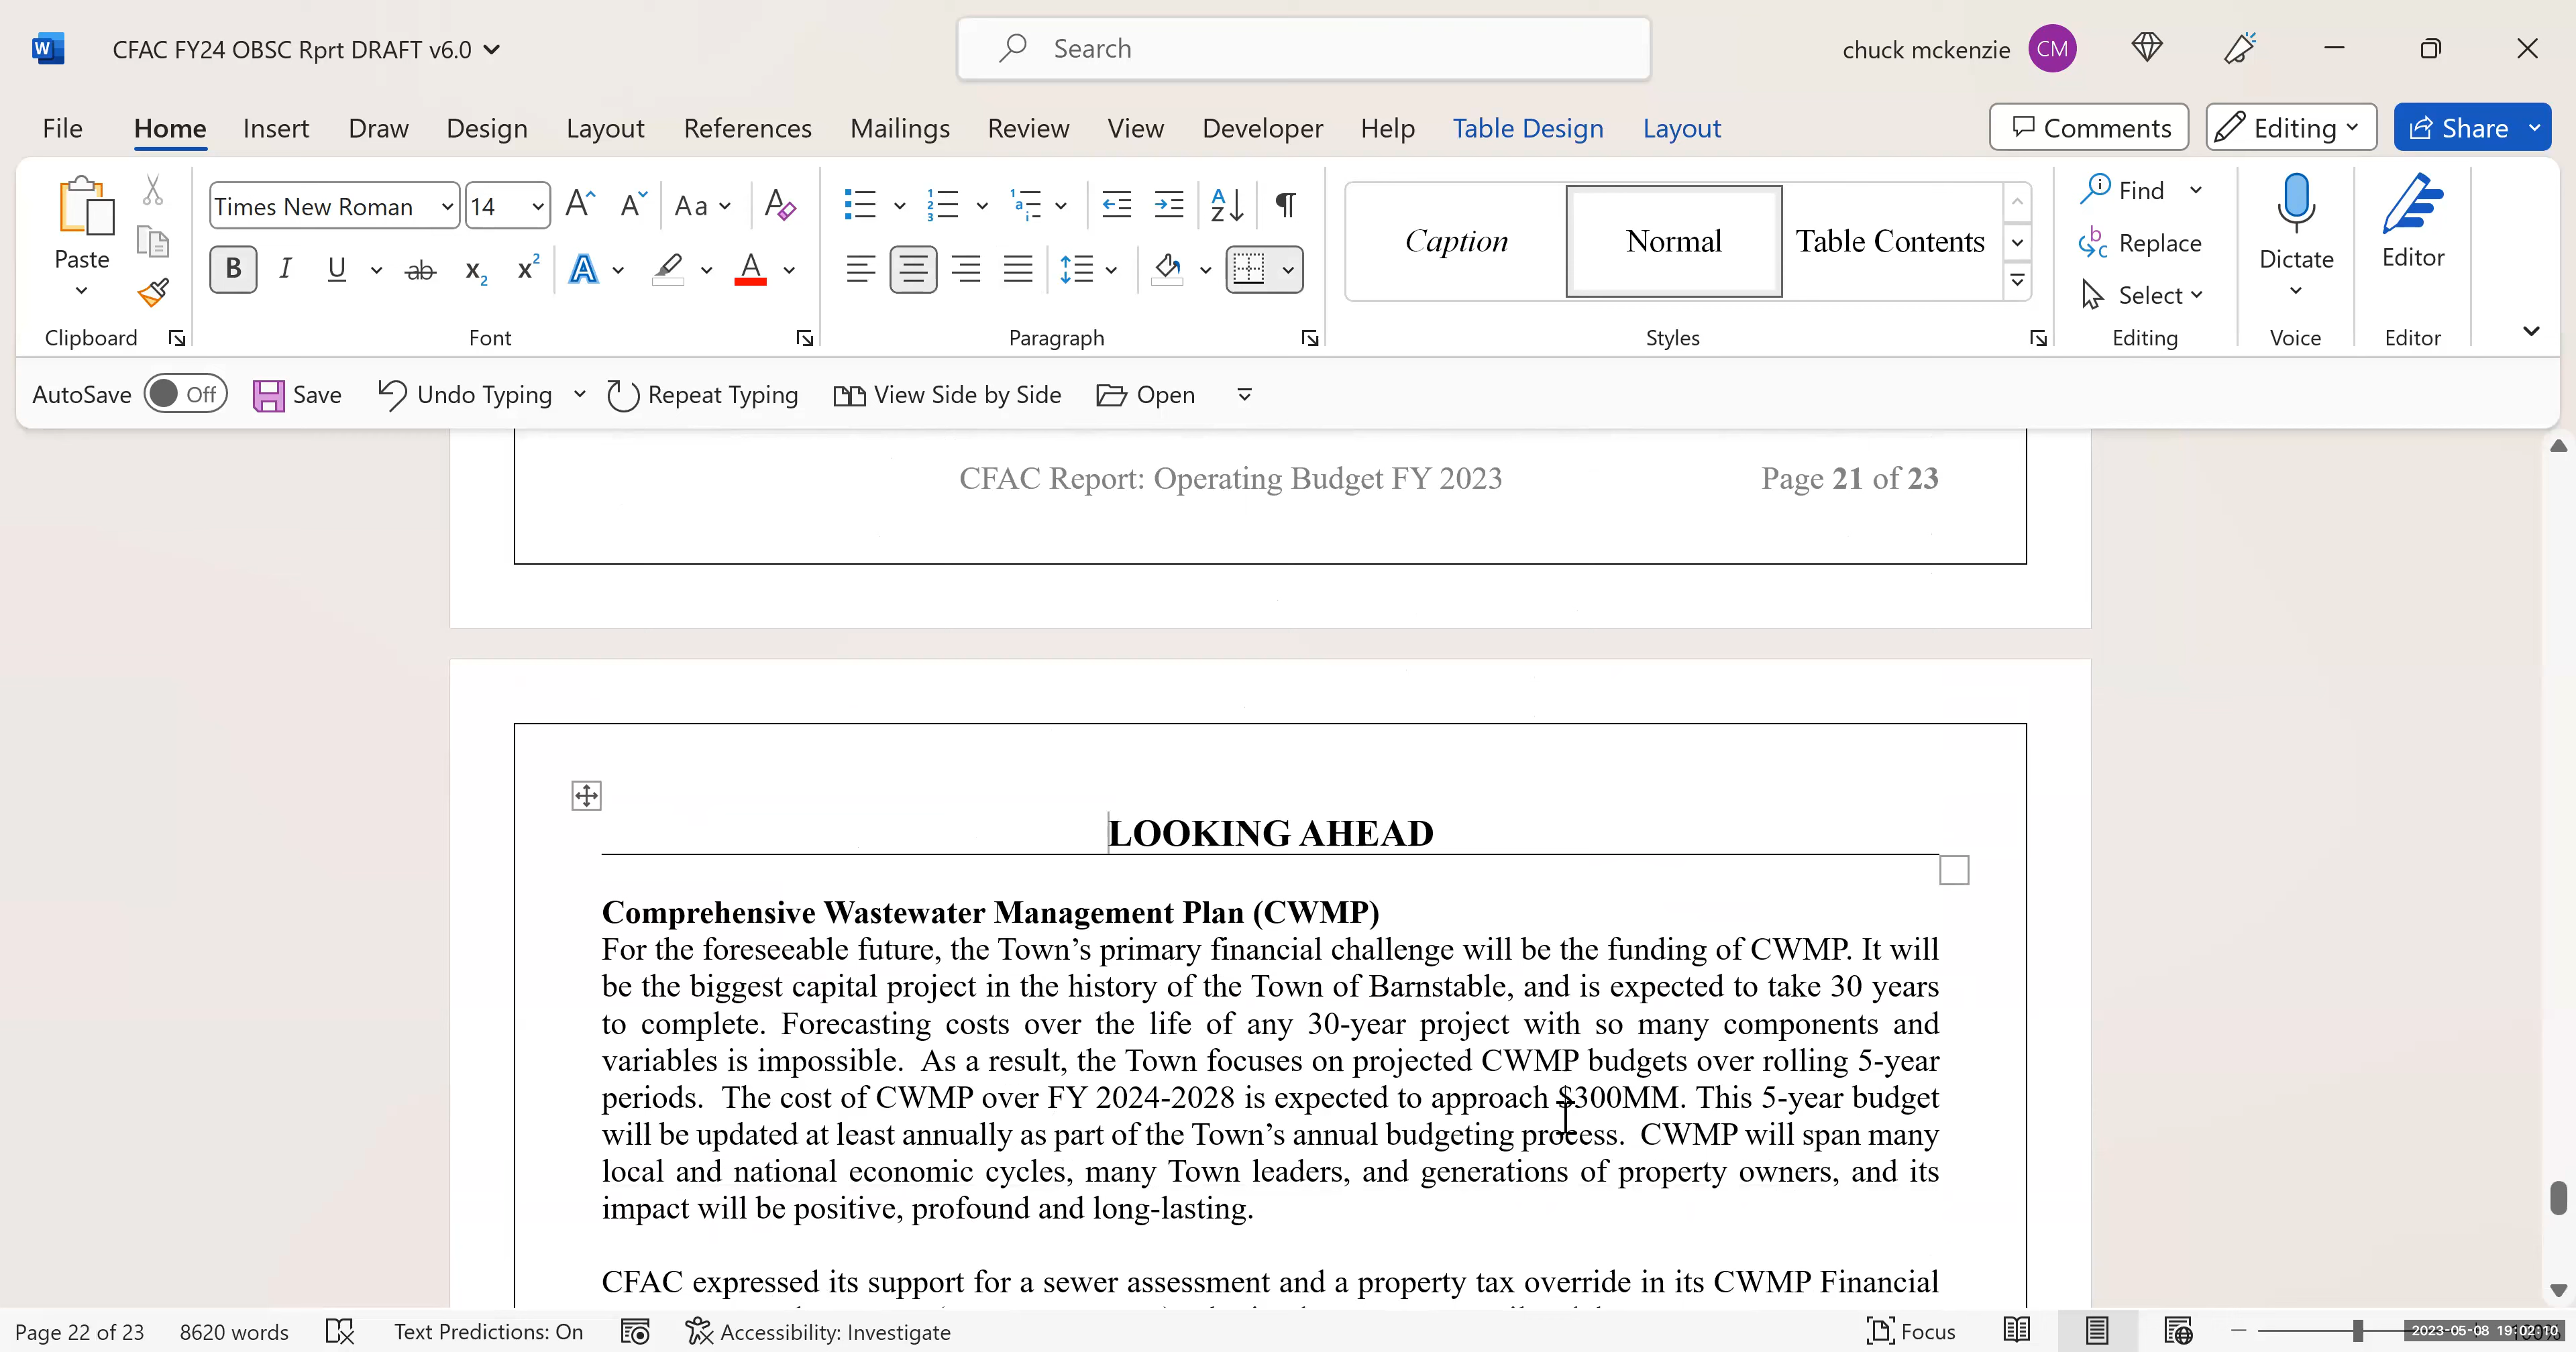 CFAC FY24 OBSC Rprt DRAFT v6.0
Search
chuck mckenzie CM
File Home Insert Draw Design Layout References Mailings Review View Developer Help Table Design Layout Comments Editing Share
Paste
Times New Roman 14
Aa
Caption Normal Table Contents
Find
Replace
Select
Dictate
Editor
Clipboard Font Paragraph Styles Editing Voice Editor
AutoSave Off Save Undo Typing Repeat Typing View Side by Side Open
CFAC Report: Operating Budget FY 2023 Page 21 of 23
LOOKING AHEAD
Comprehensive Wastewater Management Plan (CWMP)
For the foreseeable future, the Town’s primary financial challenge will be the funding of CWMP. It will
be the biggest capital project in the history of the Town of Barnstable, and is expected to take 30 years
to complete. Forecasting costs over the life of any 30-year project with so many components and
variables is impossible. As a result, the Town focuses on projected CWMP budgets over rolling 5-year
periods. The cost of CWMP over FY 2024-2028 is expected to approach $300MM. This 5-year budget
will be updated at least annually as part of the Town’s annual budgeting process. CWMP will span many
local and national economic cycles, many Town leaders, and generations of property owners, and its
impact will be positive, profound and long-lasting.
CFAC expressed its support for a sewer assessment and a property tax override in its CWMP Financial
Page 22 of 23 8620 words Text Predictions: On Accessibility: Investigate Focus
2023-05-08 19:02:10